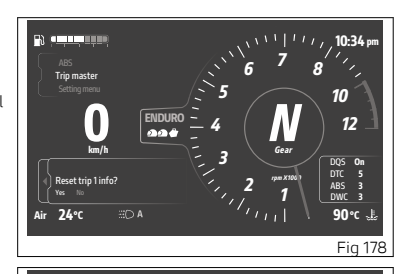 10:34 pm
ABS
Trip master
Setting menu
0
km/h
ENDURO
N
Gear
rpm X1000
1
2
3
4
5
6
7
8
10
12
DQS On
DTC 5
ABS 3
DWC 3
Reset trip 1 info?
Yes No
Air 24°C
A
90°C
Fig 178
l